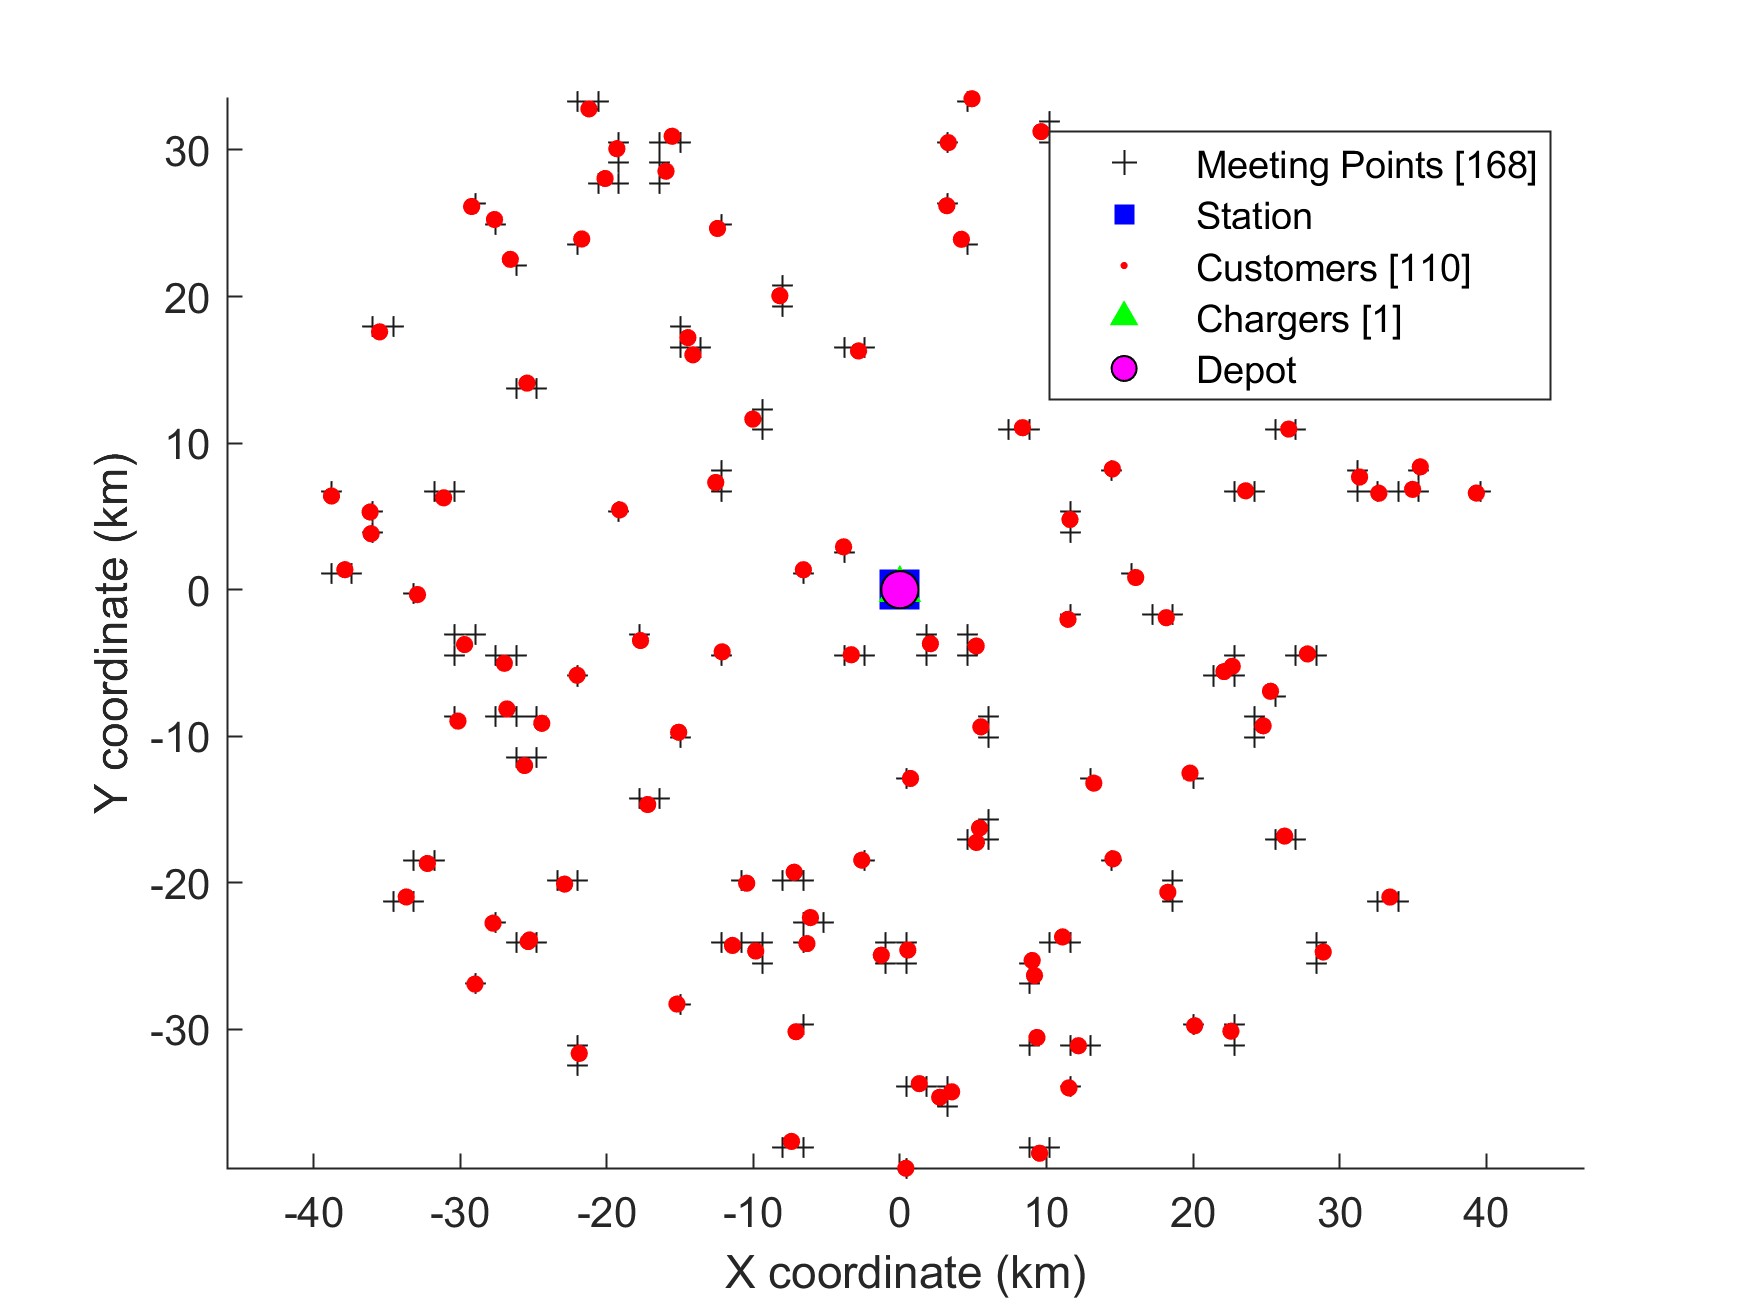 30
20
10
0
-10
-20
-30
Y coordinate (km)
Meeting Points [168]
Station
Customers [110]
Chargers [1]
Depot
-40 -30 -20 -10 0 10 20 30 40
X coordinate (km)